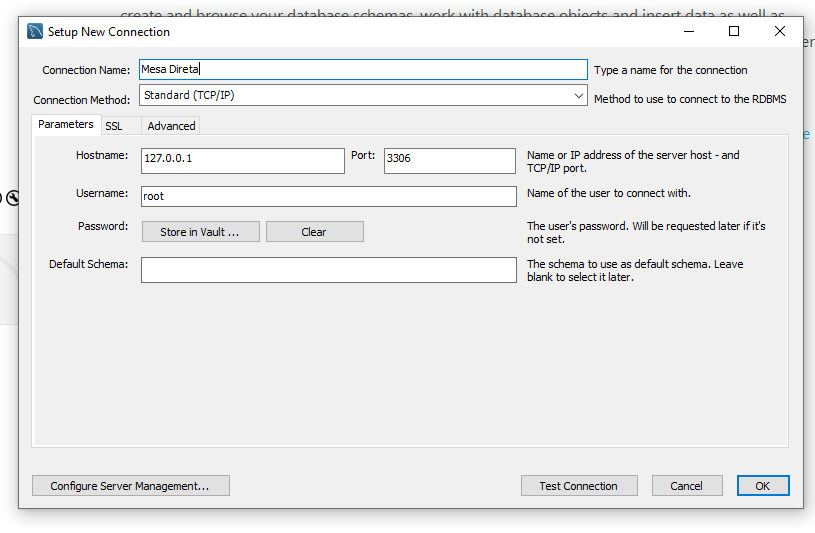 create and browse your database schemas, work with database objects and insert data as well as
Setup New Connection
er
Connection Name: Mesa Direta Type a name for the connection
Connection Method: Standard (TCP/IP) Method to use to connect to the RDBMS
Parameters SSL Advanced
e
Hostname: 127.0.0.1 Port: 3306 Name or IP address of the server host - and
TCP/IP port.
Username: root Name of the user to connect with.
Password: Store in Vault ... Clear The user's password. Will be requested later if it's
not set.
Default Schema: The schema to use as default schema. Leave
blank to select it later.
Configure Server Management... Test Connection Cancel OK